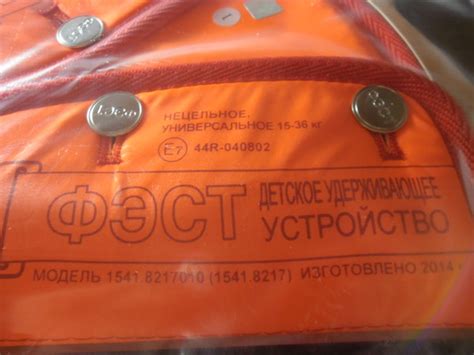 НЕЦЕЛЬНОЕ.
УНИВЕРСАЛЬНОЕ 15-36 кг
E7 44R-040802
ФЭСТ ДЕТСКОЕ УДЕРЖИВАЮЩЕЕ
УСТРОЙСТВО
МОДЕЛЬ 1541.8217010 (1541.8217) ИЗГОТОВЛЕНО 2014 г